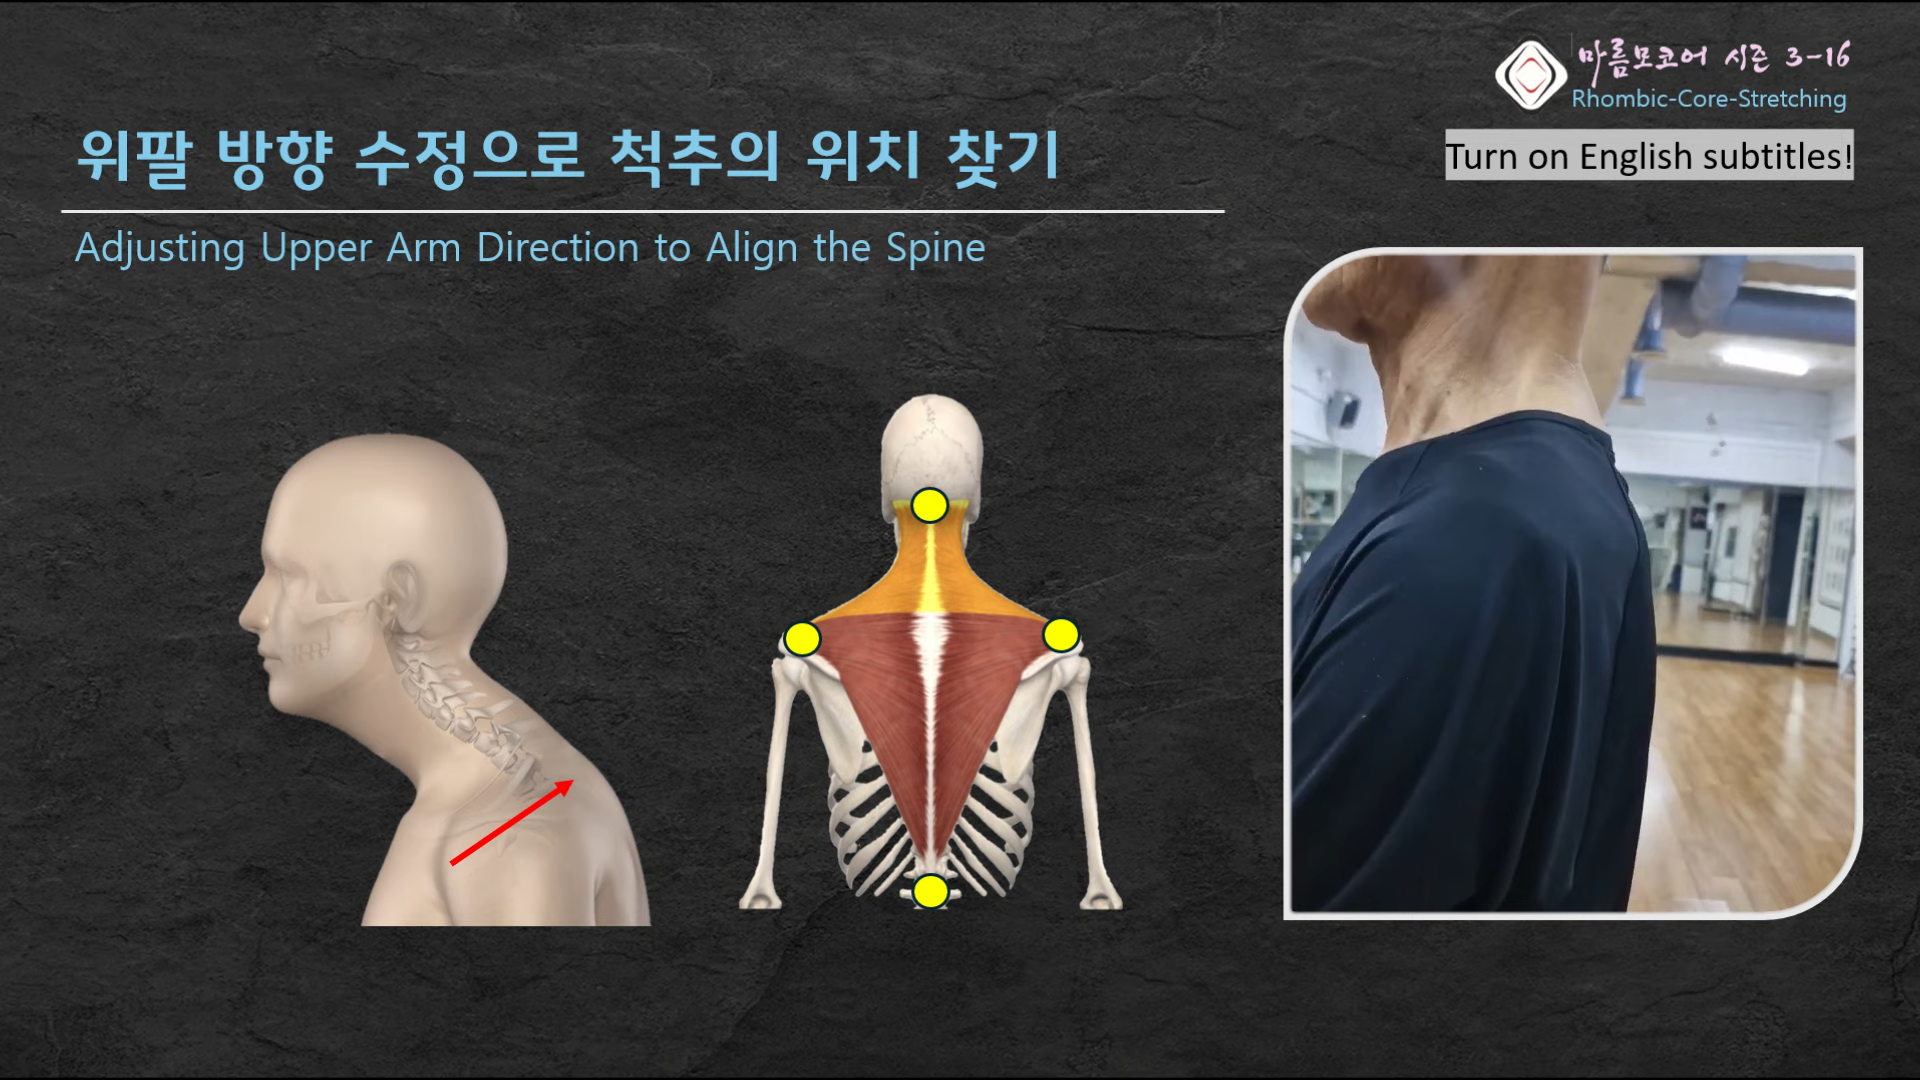 마름모코어 시즌 3-16
Rhombic-Core-Stretching
Turn on English subtitles!
위팔 방향 수정으로 척추의 위치 찾기
Adjusting Upper Arm Direction to Align the Spine